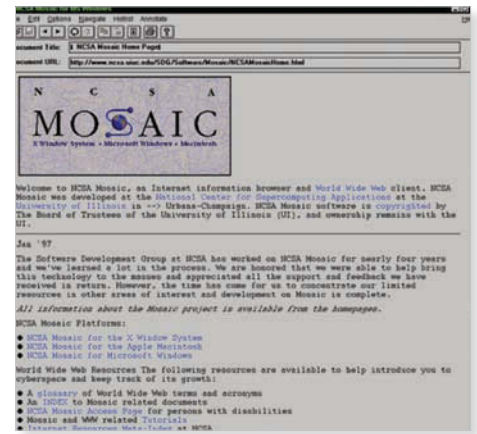 NCSA Mosaic for MS Windows
File Edit Options Navigate Hotlist Annotate
Document Title: NCSA Mosaic Home Page
Document URL: http://www.ncsa.uiuc.edu/SDG/Software/Mosaic/NCSAMosaicHome.html
N C S A
MOSAIC
X Window System • Microsoft Windows • Macintosh
Welcome to NCSA Mosaic, an Internet information browser and World Wide Web client. NCSA
Mosaic was developed at the National Center for Supercomputing Applications at the
University of Illinois in --> Urbana-Champaign. NCSA Mosaic software is copyrighted by
The Board of Trustees of the University of Illinois (UI), and ownership remains with the
UI.
Jan '97
The Software Development Group at NCSA has worked on NCSA Mosaic for nearly four years
and we've learned a lot in the process. We are honored that we were able to help bring
this technology to the masses and appreciated all the support and feedback we have
received in return. However, the time has come for us to concentrate our limited
resources in other areas of interest and development on Mosaic is complete.
All information about the Mosaic project is available from the homepages.
NCSA Mosaic Platforms:
● NCSA Mosaic for the X Window System
● NCSA Mosaic for the Apple Macintosh
● NCSA Mosaic for Microsoft Windows
World Wide Web Resources The following resources are available to help introduce you to
cyberspace and keep track of its growth:
● A glossary of World Wide Web terms and acronyms
● An INDEX to Mosaic related documents
● NCSA Mosaic Access Page for persons with disabilities
● Mosaic and WWW related Tutorials
● Internet Resources Meta-Index at NCSA